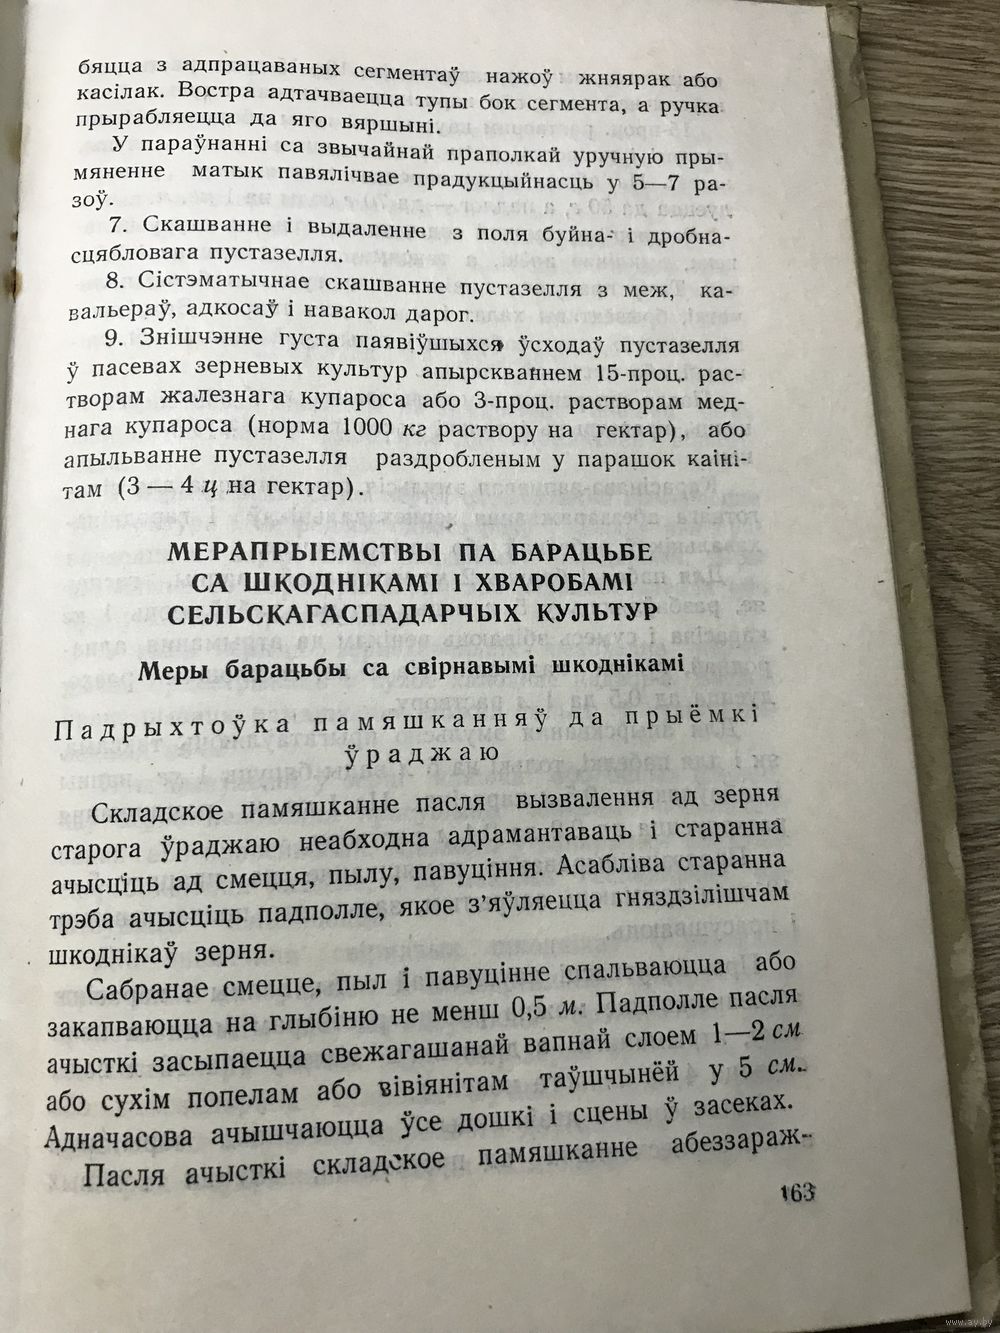 бяцца з адпрацаваных сегментаў нажоў жняярак або
касілак. Востра адтачваецца тупы бок сегмента, а ручка
прырабляецца да яго вяршыні.
У параўнанні са звычайнай праполкай уручную пры-
мяненне матык павялічвае прадукцыйнасць у 5—7 ра-
зоў.
7. Скашванне і выдаленне з поля буйна- і дробна-
сцябловага пустазелля.
8. Сістэматычнае скашванне пустазелля з меж, ка-
вальераў, адкосаў і навакол дарог.
9. Знішчэнне густа паявіўшыхся ўсходаў пустазелля
ў пасевах зерневых культур апырскваннем 15-проц. рас-
творам жалезнага купароса або 3-проц. растворам мед-
нага купароса (норма 1000 кг раствору на гектар), або
апыльванне пустазелля раздробленым у парашок каіні-
там (3 — 4 ц на гектар).
МЕРАПРЫЕМСТВЫ ПА БАРАЦЬБЕ
СА ШКОДНІКАМІ І ХВАРОБАМІ
СЕЛЬСКАГАСПАДАРЧЫХ КУЛЬТУР
Меры барацьбы са свірнавымі шкоднікамі
Падрыхтоўка памяшканняў да прыёмкі
ўраджаю
Складское памяшканне пасля вызвалення ад зерня
старога ўраджаю неабходна адрамантаваць і старанна
ачысціць ад смецця, пылу, павуціння. Асабліва старанна
трэба ачысціць падполле, якое з'яўляецца гняздзілішчам
шкоднікаў зерня.
Сабранае смецце, пыл і павуцінне спальваюцца або
закапваюцца на глыбіню не менш 0,5 м. Падполле пасля
ачысткі засыпаецца свежагашанай вапнай слоем 1—2 см
або сухім попелам або вівіянітам таўшчынёй у 5 см.
Адначасова ачышчаюцца ўсе дошкі і сцены ў засеках.
Пасля ачысткі складское памяшканне абеззараж-
163
www.ay.by